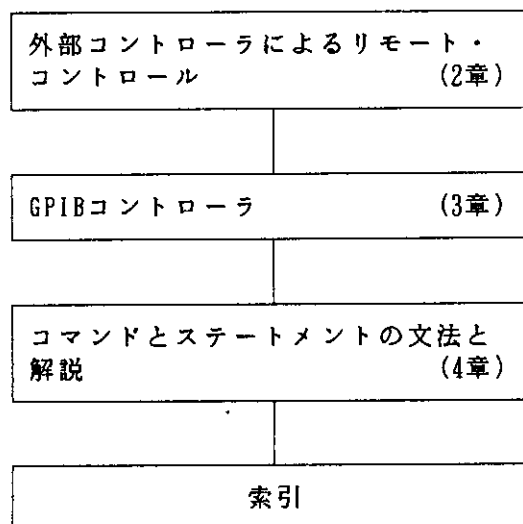 外部コントローラによるリモート・
コントロール (2章)
GPIBコントローラ (3章)
コマンドとステートメントの文法と
解説 (4章)
索引